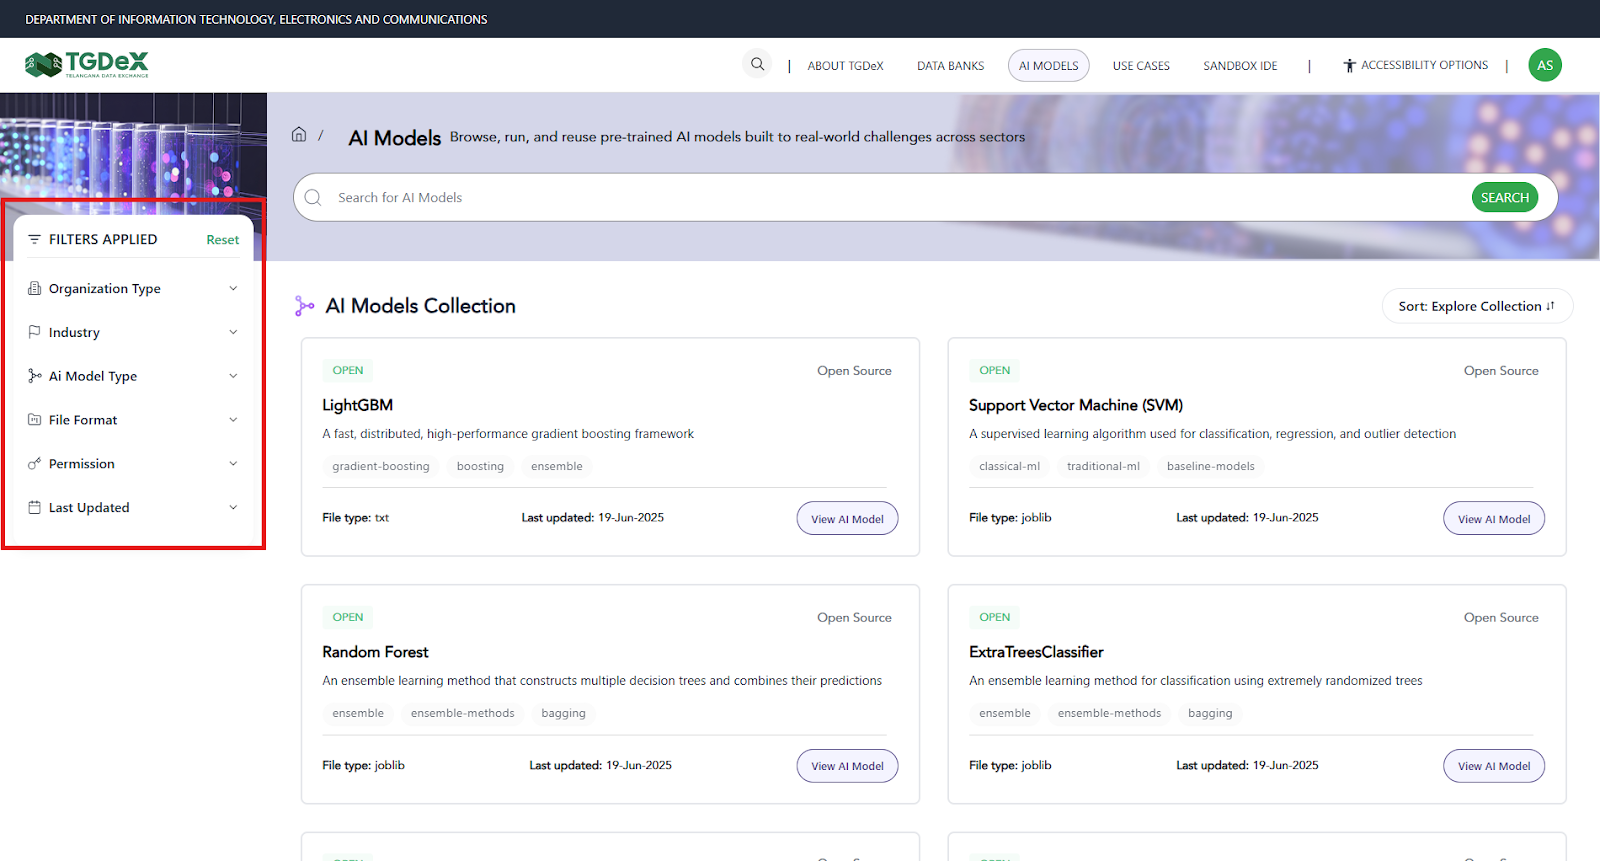 DEPARTMENT OF INFORMATION TECHNOLOGY, ELECTRONICS AND COMMUNICATIONS
TGDeX
TELANGANA DATA EXCHANGE
| ABOUT TGDeX DATA BANKS AI MODELS USE CASES SANDBOX IDE | ACCESSIBILITY OPTIONS | AS
/ AI Models Browse, run, and reuse pre-trained AI models built to real-world challenges across sectors
Search for AI Models SEARCH
FILTERS APPLIED Reset
Organization Type
Industry
Ai Model Type
File Format
Permission
Last Updated
AI Models Collection
Sort: Explore Collection
OPEN Open Source
LightGBM
A fast, distributed, high-performance gradient boosting framework
gradient-boosting boosting ensemble
File type: txt Last updated: 19-Jun-2025 View AI Model
OPEN Open Source
Support Vector Machine (SVM)
A supervised learning algorithm used for classification, regression, and outlier detection
classical-ml traditional-ml baseline-models
File type: joblib Last updated: 19-Jun-2025 View AI Model
OPEN Open Source
Random Forest
An ensemble learning method that constructs multiple decision trees and combines their predictions
ensemble ensemble-methods bagging
File type: joblib Last updated: 19-Jun-2025 View AI Model
OPEN Open Source
ExtraTreesClassifier
An ensemble learning method for classification using extremely randomized trees
ensemble ensemble-methods bagging
File type: joblib Last updated: 19-Jun-2025 View AI Model